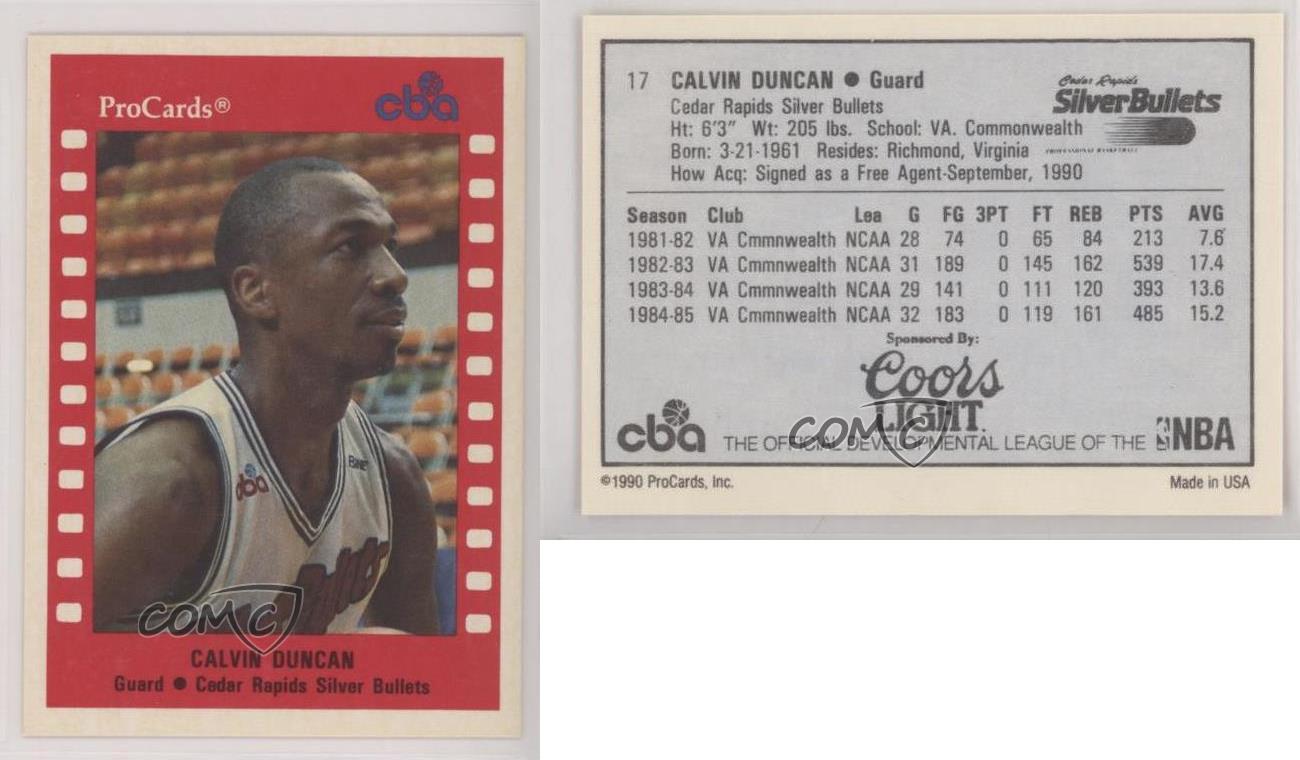 ProCards®
cba
cba
COMC
CALVIN DUNCAN
Guard ● Cedar Rapids Silver Bullets
17 CALVIN DUNCAN ● Guard
Cedar Rapids
SilverBullets
Cedar Rapids Silver Bullets
Ht: 6'3" Wt: 205 lbs. School: VA. Commonwealth
Born: 3-21-1961 Resides: Richmond, Virginia
How Acq: Signed as a Free Agent-September, 1990
Season Club Lea G FG 3PT FT REB PTS AVG
1981-82 VA Cmmnwealth NCAA 28 74 0 65 84 213 7.6
1982-83 VA Cmmnwealth NCAA 31 189 0 145 162 539 17.4
1983-84 VA Cmmnwealth NCAA 29 141 0 111 120 393 13.6
1984-85 VA Cmmnwealth NCAA 32 183 0 119 161 485 15.2
Sponsored By:
Coors
LIGHT
COMC
cba THE OFFICIAL DEVELOPMENTAL LEAGUE OF THE NBA
©1990 ProCards, Inc. Made in USA